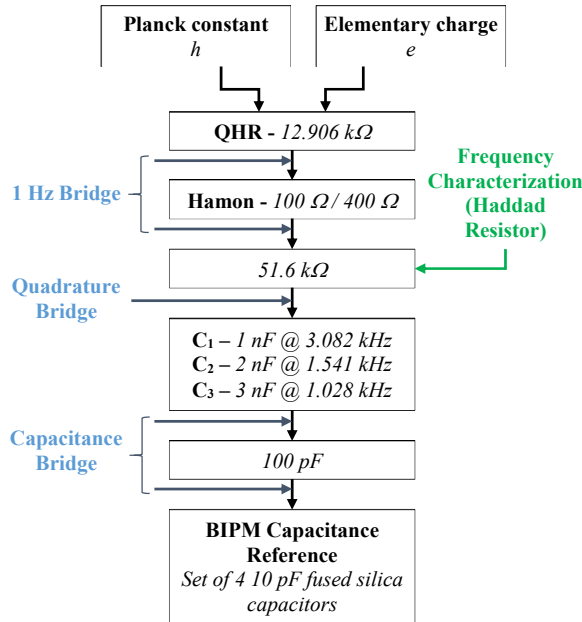 Planck constant
h
Elementary charge
e
QHR - 12.906 kΩ
1 Hz Bridge
Hamon - 100 Ω / 400 Ω
Frequency
Characterization
(Haddad
Resistor)
51.6 kΩ
Quadrature
Bridge
C₁ – 1 nF @ 3.082 kHz
C₂ – 2 nF @ 1.541 kHz
C₃ – 3 nF @ 1.028 kHz
Capacitance
Bridge
100 pF
BIPM Capacitance
Reference
Set of 4 10 pF fused silica
capacitors